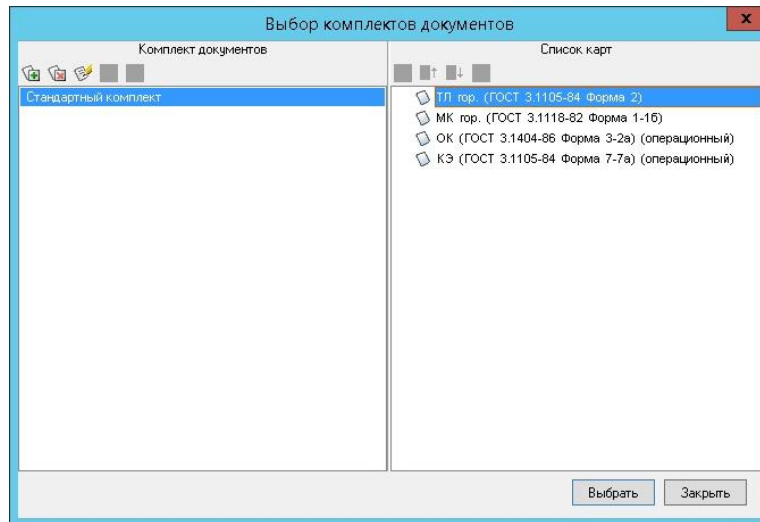 Выбор комплектов документов
x
Комплект документов
Список карт
Стандартный комплект
ТЛ гор. (ГОСТ 3.1105-84 Форма 2)
МК гор. (ГОСТ 3.1118-82 Форма 1-1б)
ОК (ГОСТ 3.1404-86 Форма 3-2а) (операционный)
КЭ (ГОСТ 3.1105-84 Форма 7-7а) (операционный)
Выбрать
Закрыть